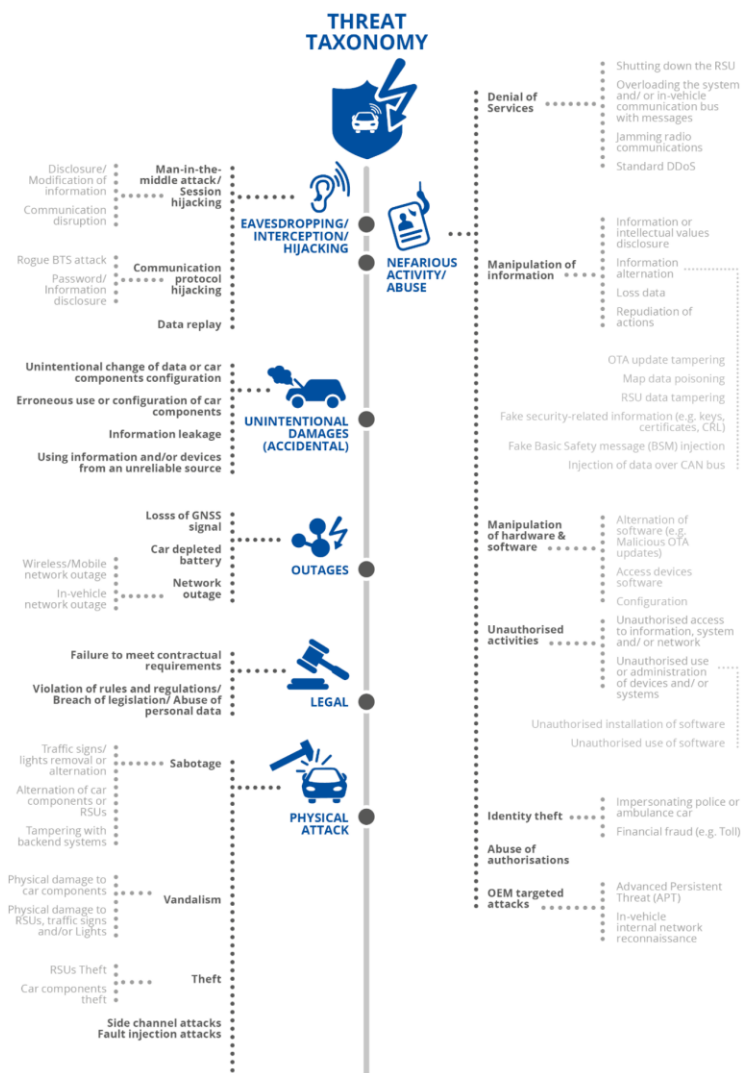 THREAT
TAXONOMY
Disclosure/
Modification of
information
Communication
disruption
Man-in-the-
middle attack/
Session
hijacking
Rogue BTS attack
Password/
Information
disclosure
Communication
protocol
hijacking
Data replay
EAVESDROPPING/
INTERCEPTION/
HIJACKING
Unintentional change of data or car
components configuration
Erroneous use or configuration of car
components
Information leakage
Using information and/or devices
from an unreliable source
UNINTENTIONAL
DAMAGES
(ACCIDENTAL)
Losss of GNSS
signal
Car depleted
battery
Network
outage
Wireless/Mobile
network outage
In-vehicle
network outage
OUTAGES
Failure to meet contractual
requirements
Violation of rules and regulations/
Breach of legislation/ Abuse of
personal data
LEGAL
Traffic signs/
lights removal or
alternation
Alternation of car
components or
RSUs
Tampering with
backend systems
Sabotage
Physical damage to
car components
Physical damage to
RSUs, traffic signs
and/or Lights
Vandalism
RSUs Theft
Car components
theft
Theft
Side channel attacks
Fault injection attacks
PHYSICAL
ATTACK
NEFARIOUS
ACTIVITY/
ABUSE
Denial of
Services
Shutting down the RSU
Overloading the system
and/ or in-vehicle
communication bus
with messages
Jamming radio
communications
Standard DDoS
Manipulation of
information
Information or
intellectual values
disclosure
Information
alternation
Loss data
Repudiation of
actions
OTA update tampering
Map data poisoning
RSU data tampering
Fake security-related information (e.g. keys,
certificates, CRL)
Fake Basic Safety message (BSM) injection
Injection of data over CAN bus
Manipulation
of hardware &
software
Alternation of
software (e.g.
Malicious OTA
updates)
Access devices
software
Configuration
Unauthorised
activities
Unauthorised access
to information, system
and/ or network
Unauthorised use
or administration
of devices and/ or
systems
Unauthorised installation of software
Unauthorised use of software
Identity theft
Impersonating police or
ambulance car
Financial fraud (e.g. Toll)
Abuse of
authorisations
OEM targeted
attacks
Advanced Persistent
Threat (APT)
In-vehicle
internal network
reconnaissance